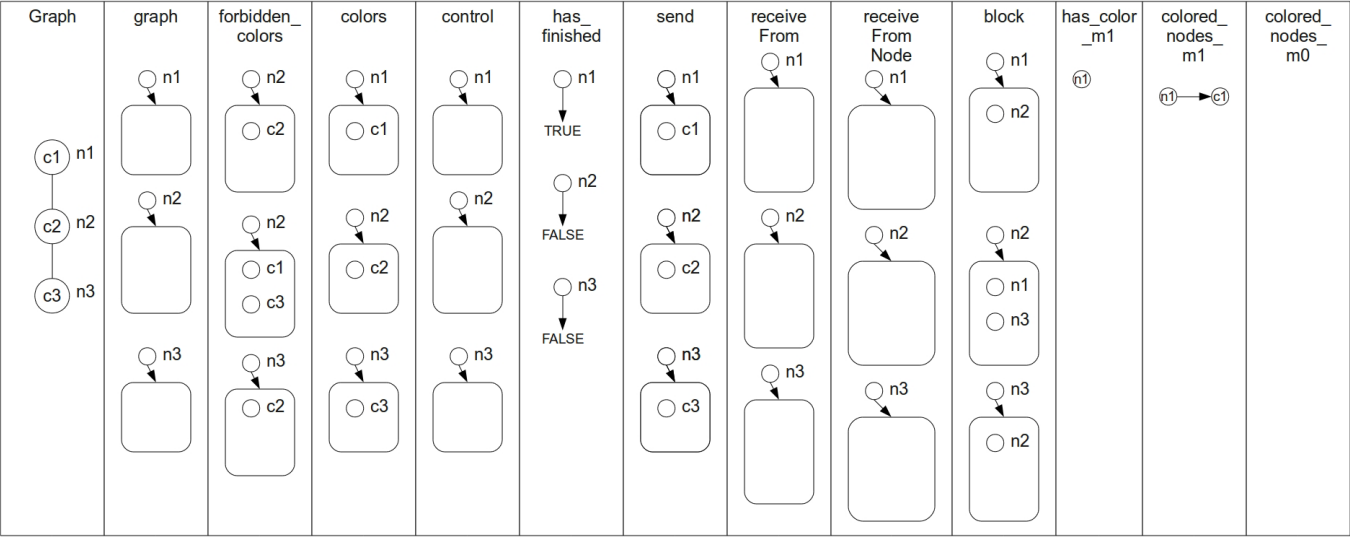 Graph
c1 n1
c2 n2
c3 n3
graph
n1
n2
n3
forbidden_
colors
n2
c2
n2
c1
c3
n3
c2
colors
n1
c1
n2
c2
n3
c3
control
n1
n2
n3
has_
finished
n1
TRUE
n2
FALSE
n3
FALSE
send
n1
c1
n2
c2
n3
c3
receive
From
n1
n2
n3
receive
From
Node
n1
n2
n3
block
n1
n2
n2
n1
n3
n3
n2
has_color
_m1
n1
colored_
nodes_
m1
n1 c1
colored_
nodes_
m0